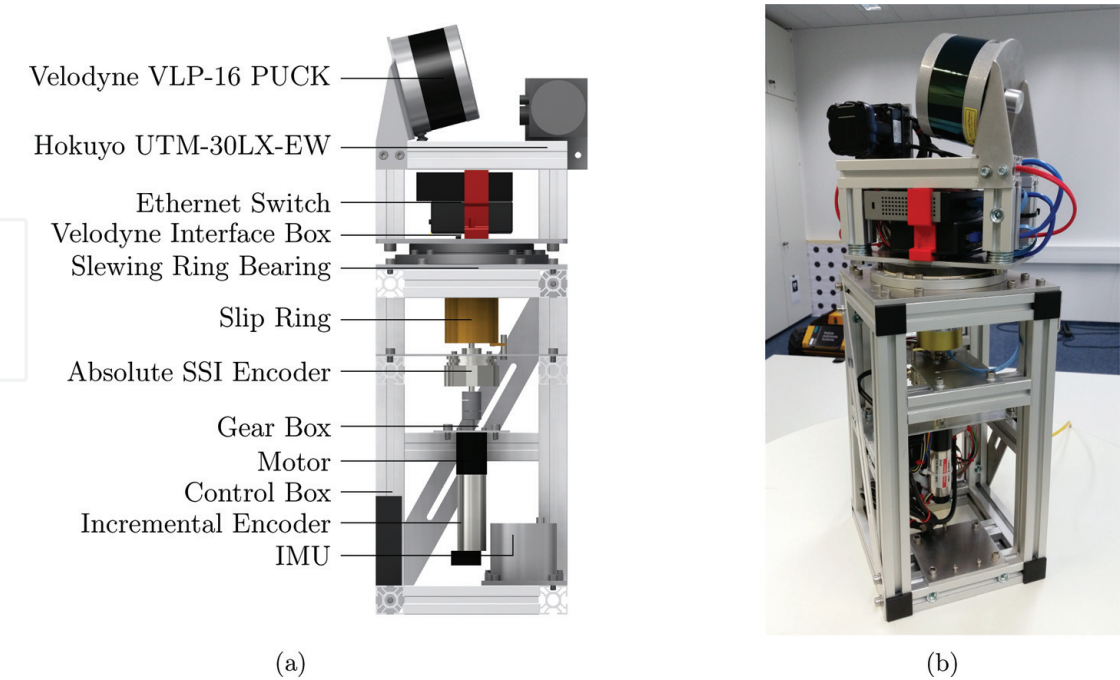 Velodyne VLP-16 PUCK
Hokuyo UTM-30LX-EW
Ethernet Switch
Velodyne Interface Box
Slewing Ring Bearing
Slip Ring
Absolute SSI Encoder
Gear Box
Motor
Control Box
Incremental Encoder
IMU
(a)
(b)